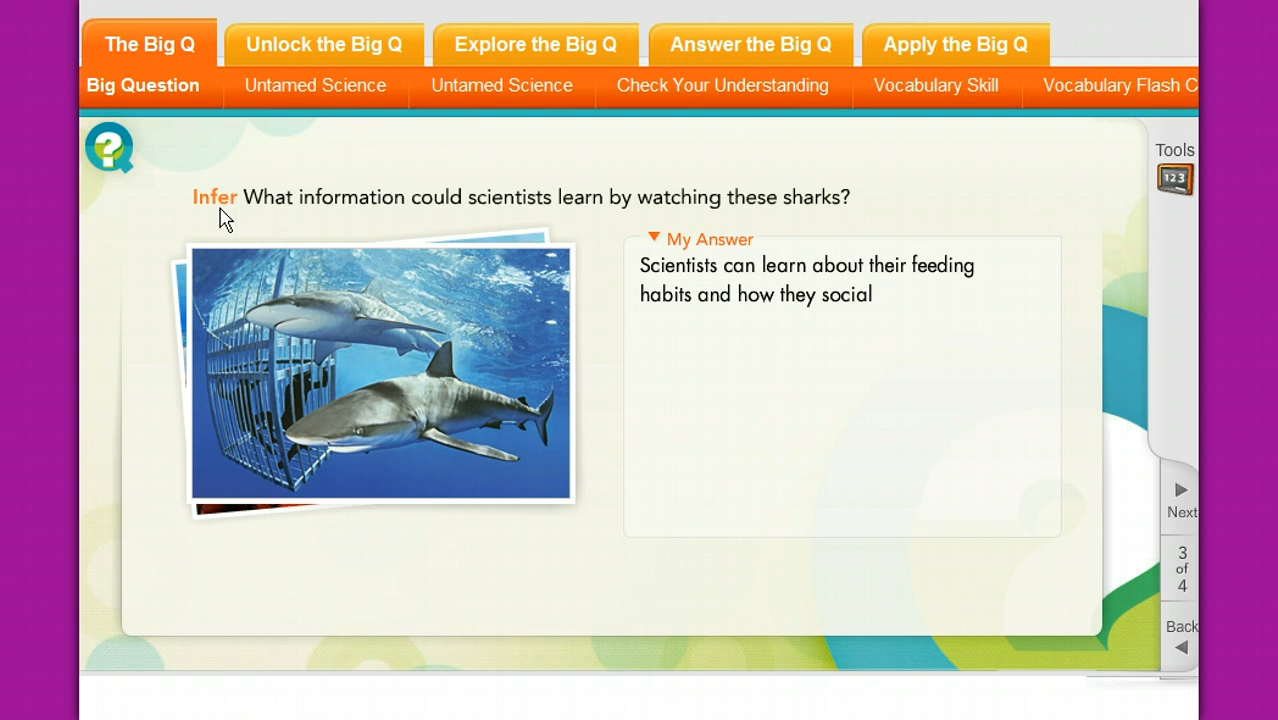 The Big Q
Unlock the Big Q
Explore the Big Q
Answer the Big Q
Apply the Big Q
Big Question
Untamed Science
Untamed Science
Check Your Understanding
Vocabulary Skill
Vocabulary Flash C
?
Tools
123
Infer What information could scientists learn by watching these sharks?
My Answer
Scientists can learn about their feeding
habits and how they social
Next
3
of
4
Back